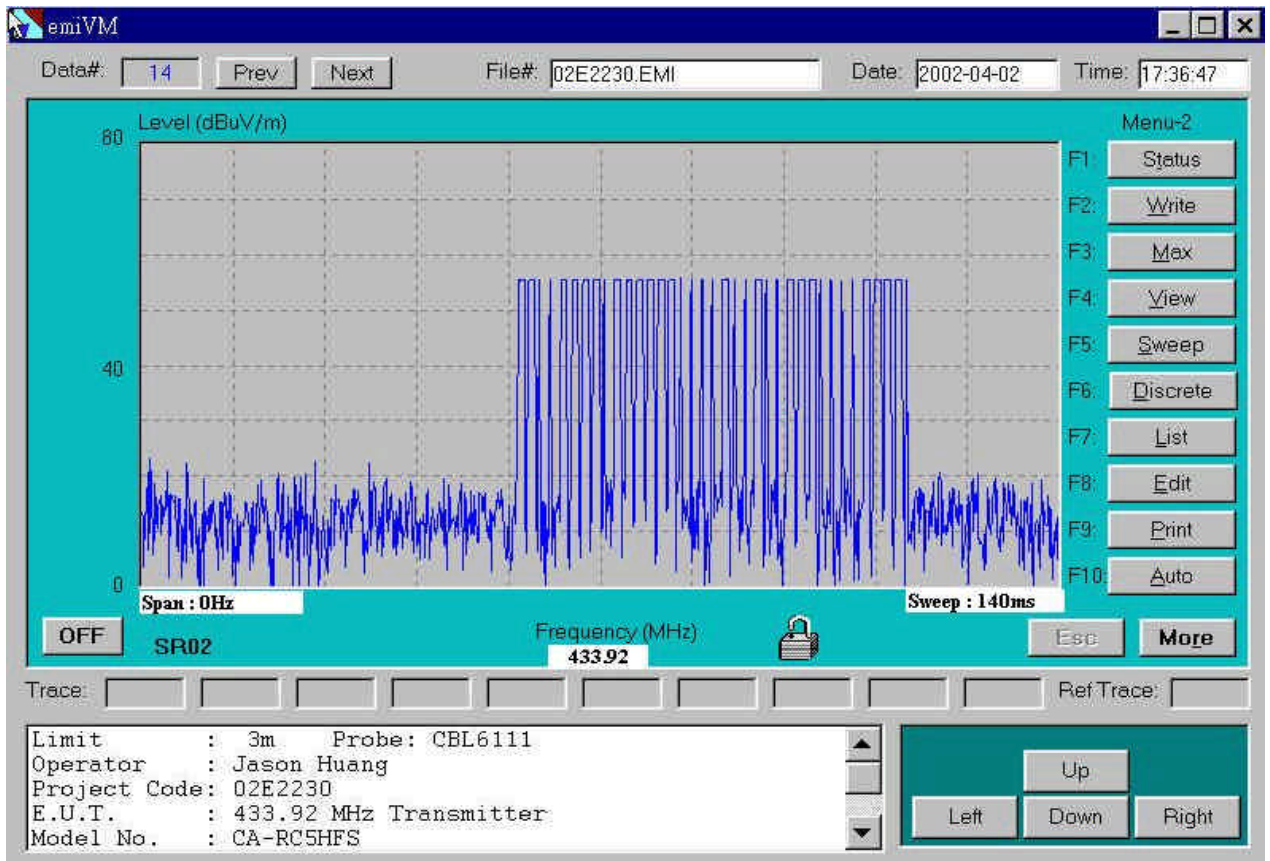 emiVM
Data#: 14 Prev Next File#: 02E2230.EMI Date: 2002-04-02 Time: 17:36:47
Level (dBuV/m) Menu-2
80
40
0
F1: Status
F2: Write
F3: Max
F4: View
F5: Sweep
F6: Discrete
F7: List
F8: Edit
F9: Print
F10: Auto
Span : 0Hz Sweep : 140ms
OFF SR02 Frequency (MHz) Esc More
433.92
Trace: Ref Trace:
Limit : 3m Probe: CBL6111
Operator : Jason Huang
Project Code: 02E2230
E.U.T. : 433.92 MHz Transmitter
Model No. : CA-RC5HFS
Up
Left Down Right